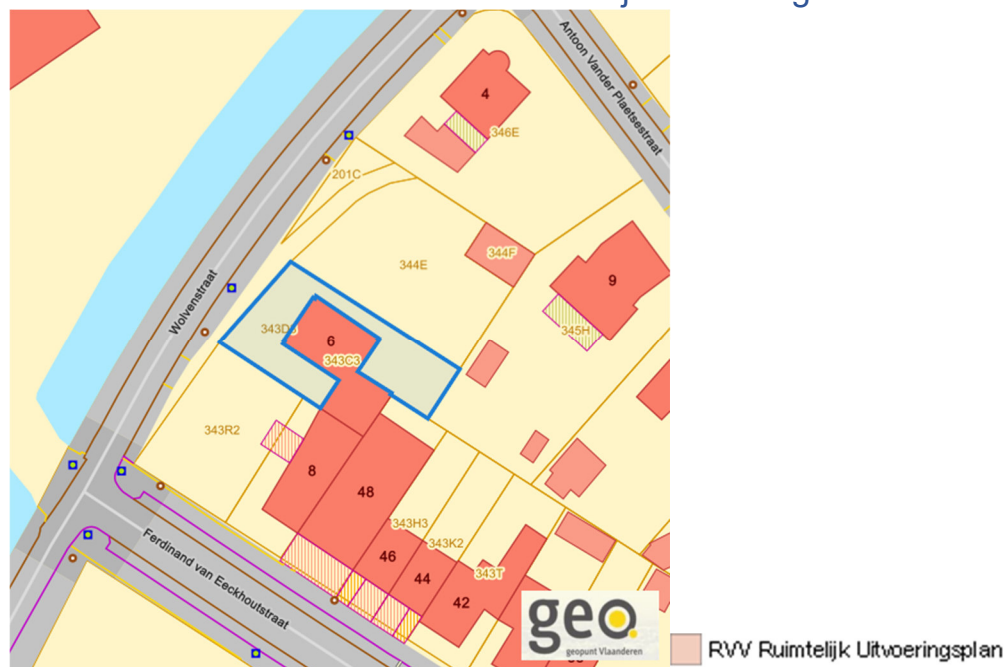 Antoon Vander Plaetsestraat
4
346E
201C
344F
344E
9
Wolvenstraat
345H
343D3
6
343C3
343R2
8
48
343H3
343K2
46
44
343T
42
Ferdinand van Eeckhoutstraat
geo
geopunt Vlaanderen
RVV Ruimtelijk Uitvoeringsplan